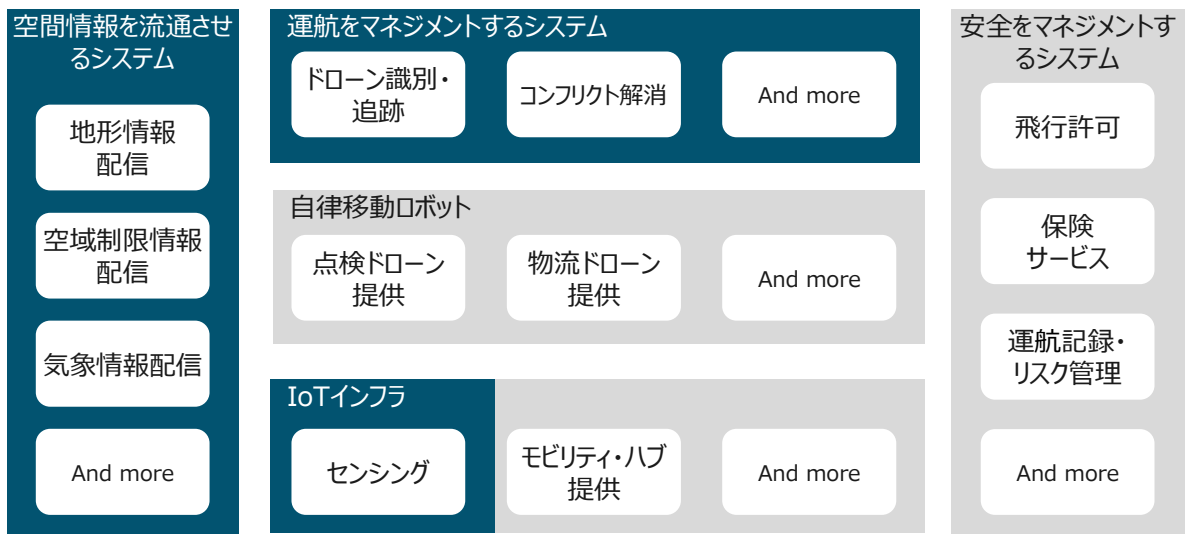 空間情報を流通させ
るシステム
地形情報
配信
空域制限情報
配信
気象情報配信
And more
運航をマネジメントするシステム
ドローン識別・
追跡
コンフリクト解消
And more
自律移動ロボット
点検ドローン
提供
物流ドローン
提供
And more
IoTインフラ
センシング
モビリティ・ハブ
提供
And more
安全をマネジメントす
るシステム
飛行許可
保険
サービス
運航記録・
リスク管理
And more